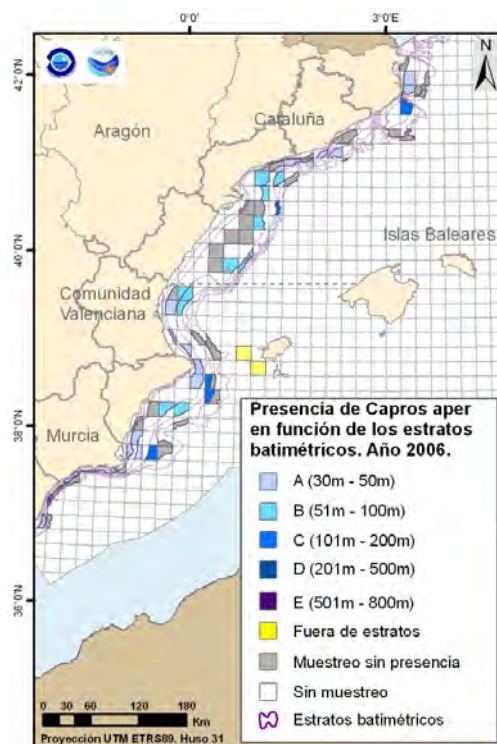 0°0'
3°0'E
N
42°0'N
Cataluña
Aragón
40°0'N
Islas Baleares
Comunidad
Valenciana
38°0'N
Murcia
36°0'N
Presencia de Capros aper
en función de los estratos
batimétricos. Año 2006.
A (30m - 50m)
B (51m - 100m)
C (101m - 200m)
D (201m - 500m)
E (501m - 800m)
Fuera de estratos
Muestreo sin presencia
Sin muestreo
Estratos batimétricos
0 30 60 120 180
Km
Proyección UTM ETRS89. Huso 31